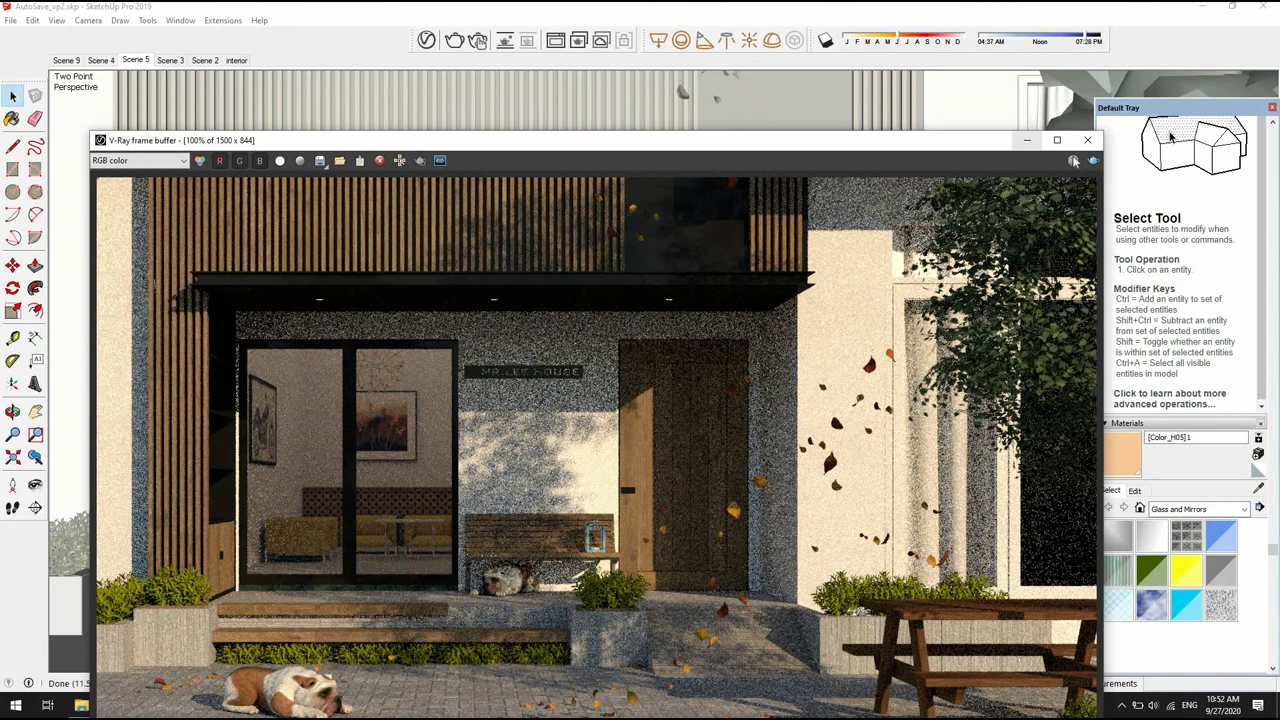 AutoSave_vp2.skp - SketchUp Pro 2019
File Edit View Camera Draw Tools Window Extensions Help
J F M A M J J A S O N D
04:37 AM Noon 07:28 PM
Scene 9 Scene 4 Scene 5 Scene 3 Scene 2 interior
Two Point
Perspective
Default Tray
V-Ray frame buffer - [100% of 1500 x 844]
RGB color
R G B
MR.LEE HOUSE
Select Tool
Select entities to modify when
using other tools or commands.
Tool Operation
1. Click on an entity.
Modifier Keys
Ctrl = Add an entity to set of
selected entities
Shift+Ctrl = Subtract an entity
from set of selected entities
Shift = Toggle whether an entity
is within set of selected entities
Ctrl+A = Select all visible
entities in model
Click to learn about more
advanced operations...
Materials
[Color_H05]1
Select Edit
Glass and Mirrors
Done (11.5
urements
ENG
10:52 AM
9/27/2020